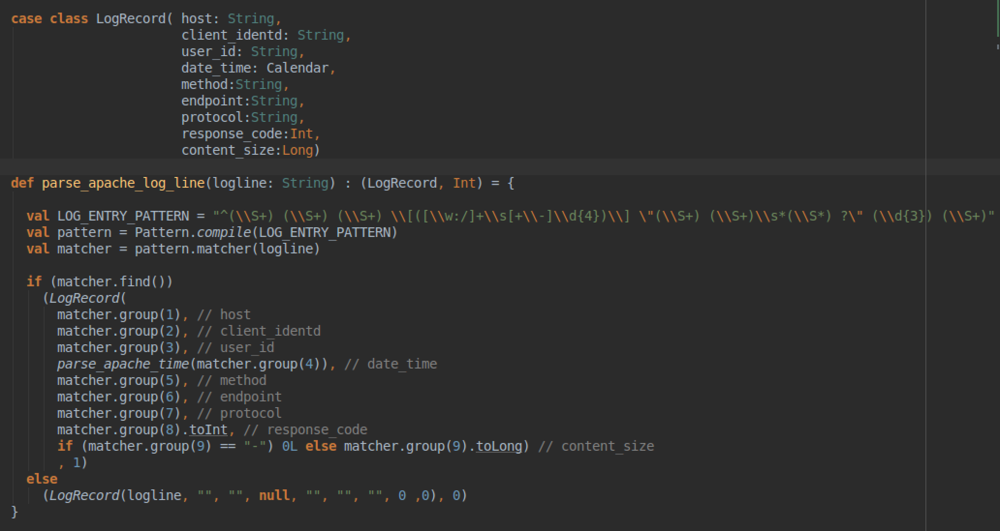 case class LogRecord( host: String,
                      client_identd: String,
                      user_id: String,
                      date_time: Calendar,
                      method:String,
                      endpoint:String,
                      protocol:String,
                      response_code:Int,
                      content_size:Long)

def parse_apache_log_line(logline: String) : (LogRecord, Int) = {

  val LOG_ENTRY_PATTERN = "^(\\S+) (\\S+) (\\S+) \\[([\\w:/]+\\s[+\\-]\\d{4})\\] \"(\\S+) (\\S+)\\s*(\\S*) ?\" (\\d{3}) (\\S+)"
  val pattern = Pattern.compile(LOG_ENTRY_PATTERN)
  val matcher = pattern.matcher(logline)

  if (matcher.find())
    (LogRecord(
      matcher.group(1), // host
      matcher.group(2), // client_identd
      matcher.group(3), // user_id
      parse_apache_time(matcher.group(4)), // date_time
      matcher.group(5), // method
      matcher.group(6), // endpoint
      matcher.group(7), // protocol
      matcher.group(8).toInt, // response_code
      if (matcher.group(9) == "-") 0L else matcher.group(9).toLong) // content_size
      , 1)
  else
    (LogRecord(logline, "", "", null, "", "", "", 0 ,0), 0)
}